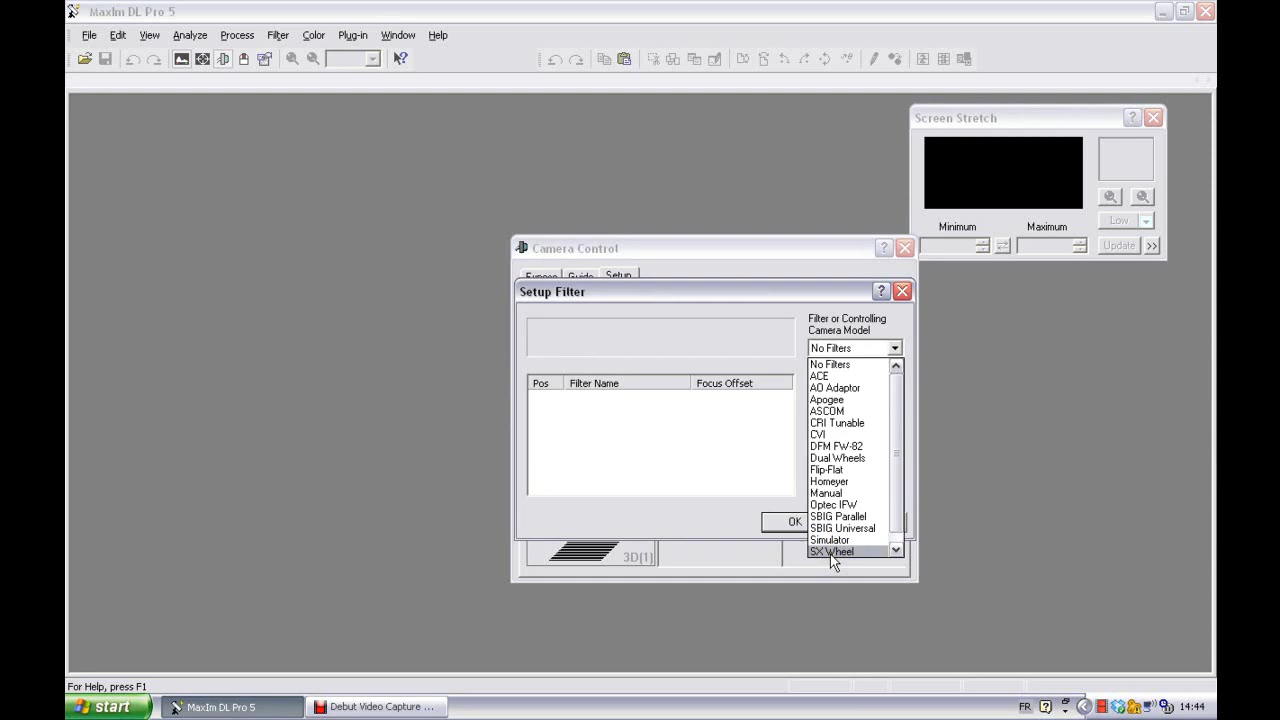 MaxIm DL Pro 5
File Edit View Analyze Process Filter Color Plug-in Window Help
Screen Stretch
Minimum Maximum
Low
Update >>
Camera Control
Expose Guide Setup
Setup Filter
Filter or Controlling
Camera Model
No Filters
No Filters
ACE
AO Adaptor
Apogee
ASCOM
CRI Tunable
CVI
DFM FW-82
Dual Wheels
Flip-Flat
Homeyer
Manual
Optec IFW
SBIG Parallel
SBIG Universal
Simulator
SX Wheel
Pos Filter Name Focus Offset
OK
3D[1]
For Help, press F1
start MaxIm DL Pro 5 Debut Video Capture ... FR 14:44